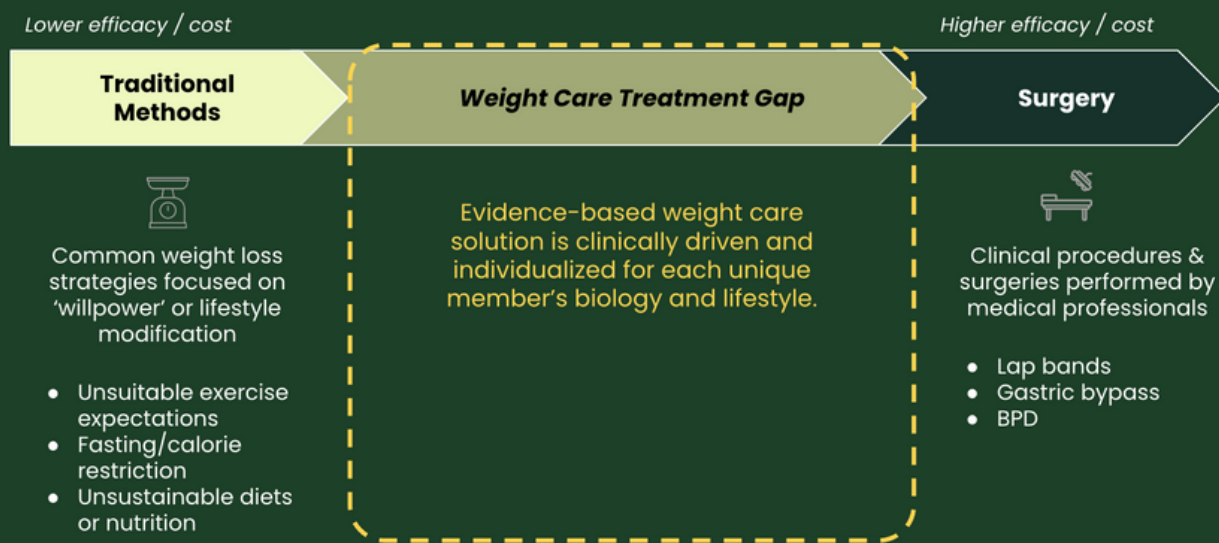 Lower efficacy / cost
Higher efficacy / cost
Traditional
Methods
Weight Care Treatment Gap
Surgery
Common weight loss
strategies focused on
‘willpower’ or lifestyle
modification
● Unsuitable exercise
expectations
● Fasting/calorie
restriction
● Unsustainable diets
or nutrition
Evidence-based weight care
solution is clinically driven and
individualized for each unique
member’s biology and lifestyle.
Clinical procedures &
surgeries performed by
medical professionals
● Lap bands
● Gastric bypass
● BPD